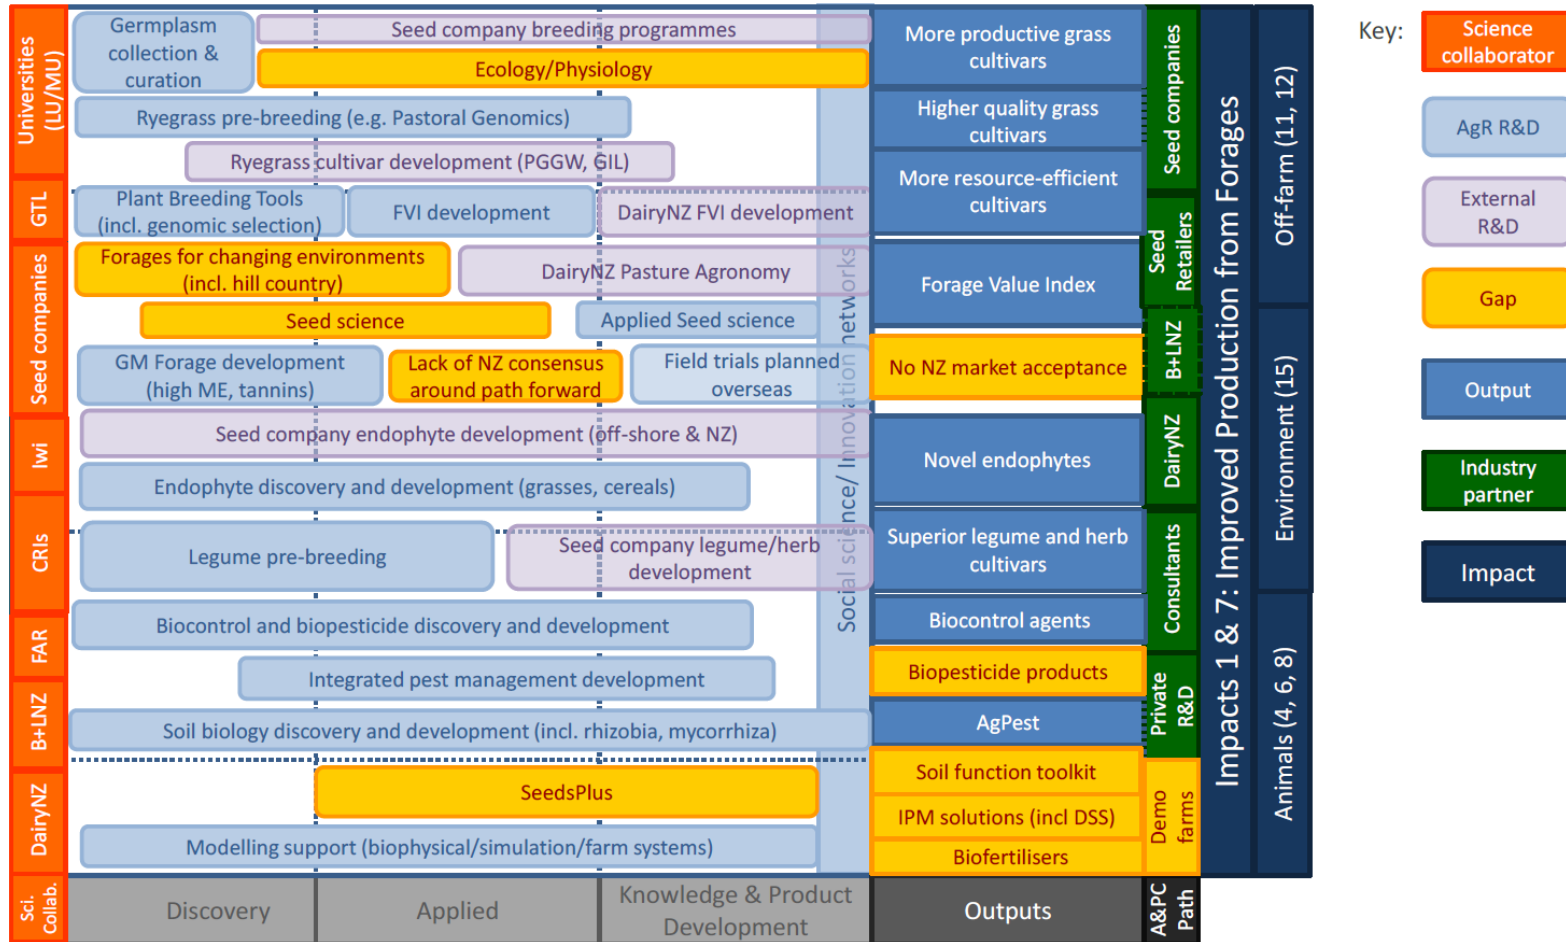 Universities
(LU/MU)
GTL
Seed companies
Iwi
CRIs
FAR
B+LNZ
DairyNZ
Sci.
Collab.
Germplasm
collection &
curation
Seed company breeding programmes
Ecology/Physiology
Ryegrass pre-breeding (e.g. Pastoral Genomics)
Ryegrass cultivar development (PGGW, GIL)
Plant Breeding Tools
(incl. genomic selection)
FVI development
DairyNZ FVI development
Forages for changing environments
(incl. hill country)
DairyNZ Pasture Agronomy
Seed science
Applied Seed science
GM Forage development
(high ME, tannins)
Lack of NZ consensus
around path forward
Field trials planned
overseas
Seed company endophyte development (off-shore & NZ)
Endophyte discovery and development (grasses, cereals)
Legume pre-breeding
Seed company legume/herb
development
Biocontrol and biopesticide discovery and development
Integrated pest management development
Soil biology discovery and development (incl. rhizobia, mycorrhiza)
SeedsPlus
Modelling support (biophysical/simulation/farm systems)
Social science/ Innovation networks
Discovery
Applied
Knowledge & Product
Development
More productive grass
cultivars
Higher quality grass
cultivars
More resource-efficient
cultivars
Forage Value Index
No NZ market acceptance
Novel endophytes
Superior legume and herb
cultivars
Biocontrol agents
Biopesticide products
AgPest
Soil function toolkit
IPM solutions (incl DSS)
Biofertilisers
Outputs
Seed companies
Seed
Retailers
B+LNZ
DairyNZ
Consultants
Private
R&D
Demo
farms
A&PC
Path
Impacts 1 & 7: Improved Production from Forages
Off-farm (11, 12)
Environment (15)
Animals (4, 6, 8)
Key:
Science
collaborator
AgR R&D
External
R&D
Gap
Output
Industry
partner
Impact